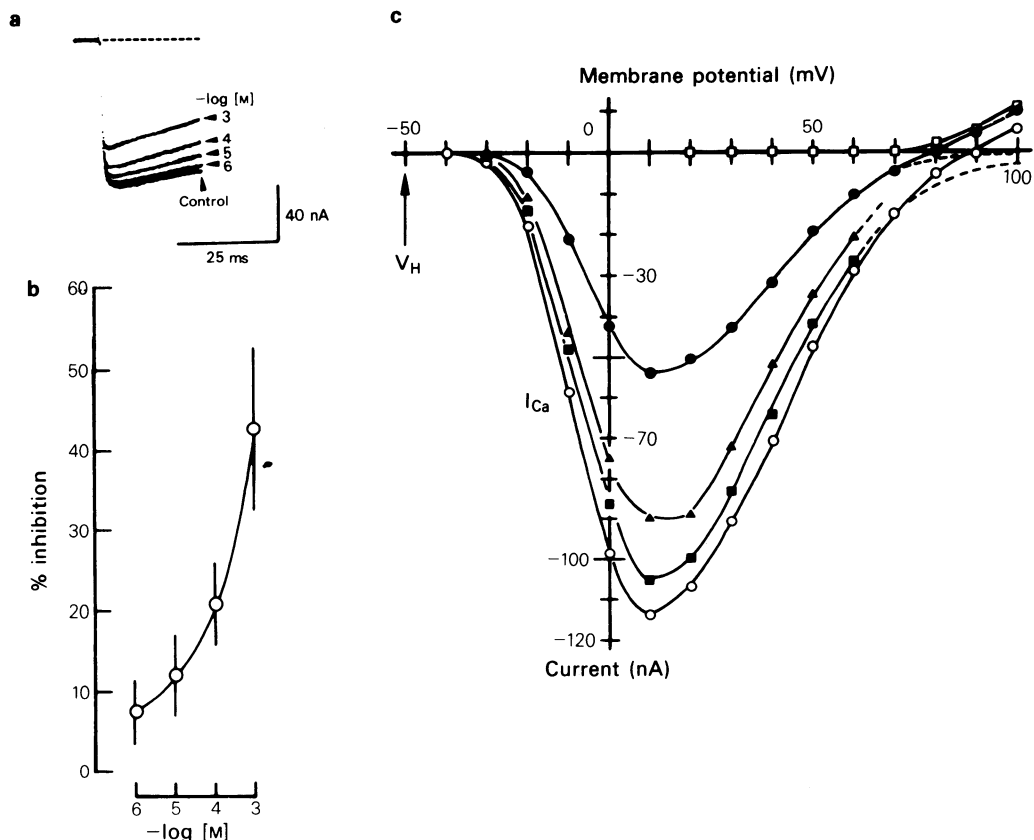 a
−log [M]
3
4
5
6
Control
40 nA
25 ms
b
60
50
40
30
20
10
0
% inhibition
6 5 4 3
−log [M]
c
Membrane potential (mV)
−50 0 50 100
V_H
I_Ca
−30
−70
−100
−120
Current (nA)